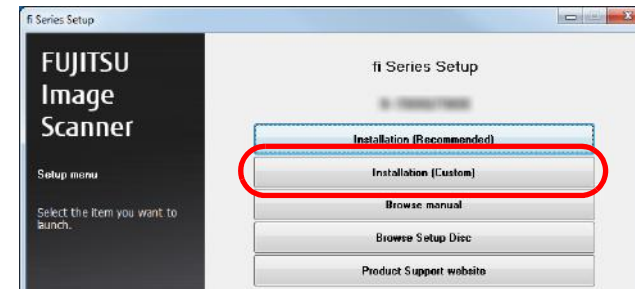 fi Series Setup
FUJITSU
Image
Scanner
Setup menu
Select the item you want to
launch.
fi Series Setup
Installation (Recommended)
Installation (Custom)
Browse manual
Browse Setup Disc
Product Support website